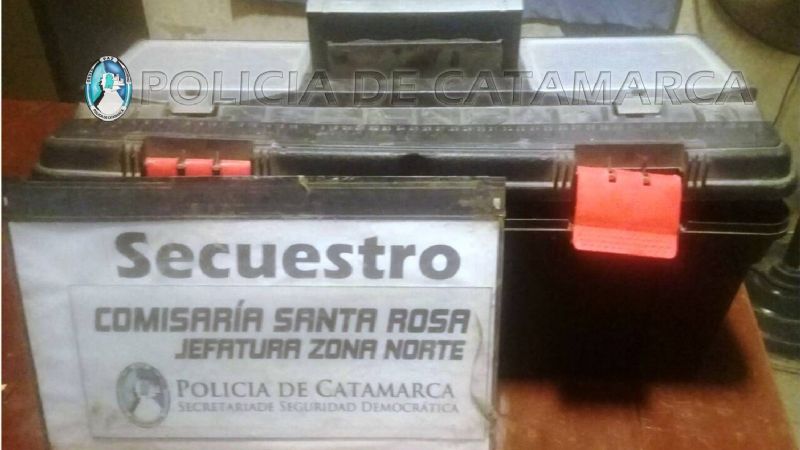 POLICIA DE CATAMARCA
Secuestro
COMISARÍA SANTA ROSA
JEFATURA ZONA NORTE
POLICIA DE CATAMARCA
SECRETARIADE SEGURIDAD DEMOCRÁTICA